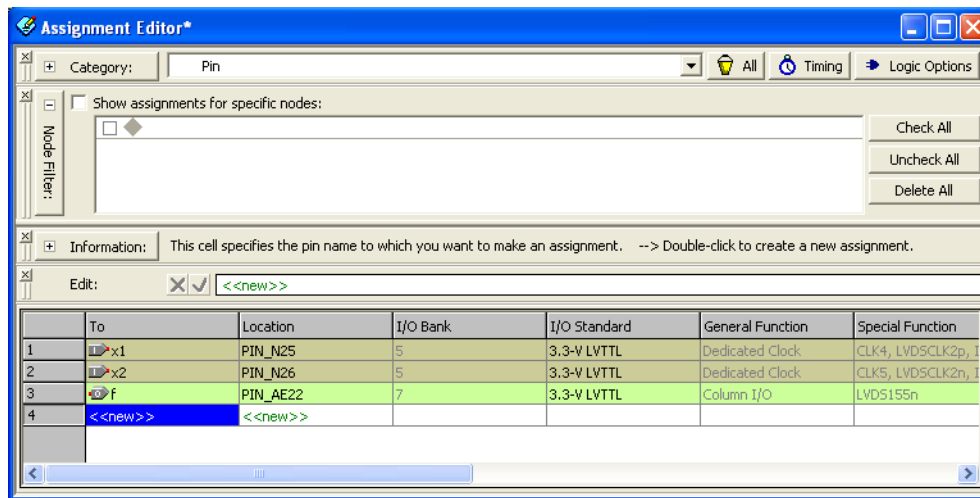 Assignment Editor*
Category: Pin All Timing Logic Options
Show assignments for specific nodes:
Node Filter:
Check All
Uncheck All
Delete All
Information: This cell specifies the pin name to which you want to make an assignment. --> Double-click to create a new assignment.
Edit: <<new>>
To Location I/O Bank I/O Standard General Function Special Function
1 x1 PIN_N25 5 3.3-V LVTTL Dedicated Clock CLK4, LVDSCLK2p, I
2 x2 PIN_N26 5 3.3-V LVTTL Dedicated Clock CLK5, LVDSCLK2n, I
3 f PIN_AE22 7 3.3-V LVTTL Column I/O LVDS155n
4 <<new>> <<new>>